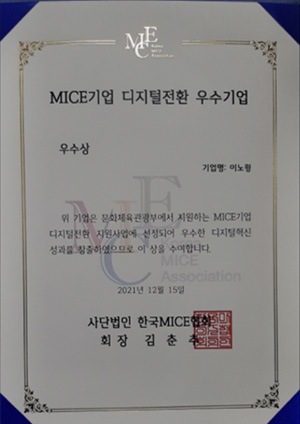 MICE
Korea
MICE
Association
MICE기업 디지털전환 우수기업
우수상
기업명: 이노링
위 기업은 문화체육관광부에서 지원하는 MICE기업
디지털전환 지원사업에 선정되어 우수한 디지털혁신
성과를 창출하였으므로 이 상을 수여합니다.
MICE
Association
2021년 12월 15일
사단법인 한국MICE협회
회 장 김 춘 추